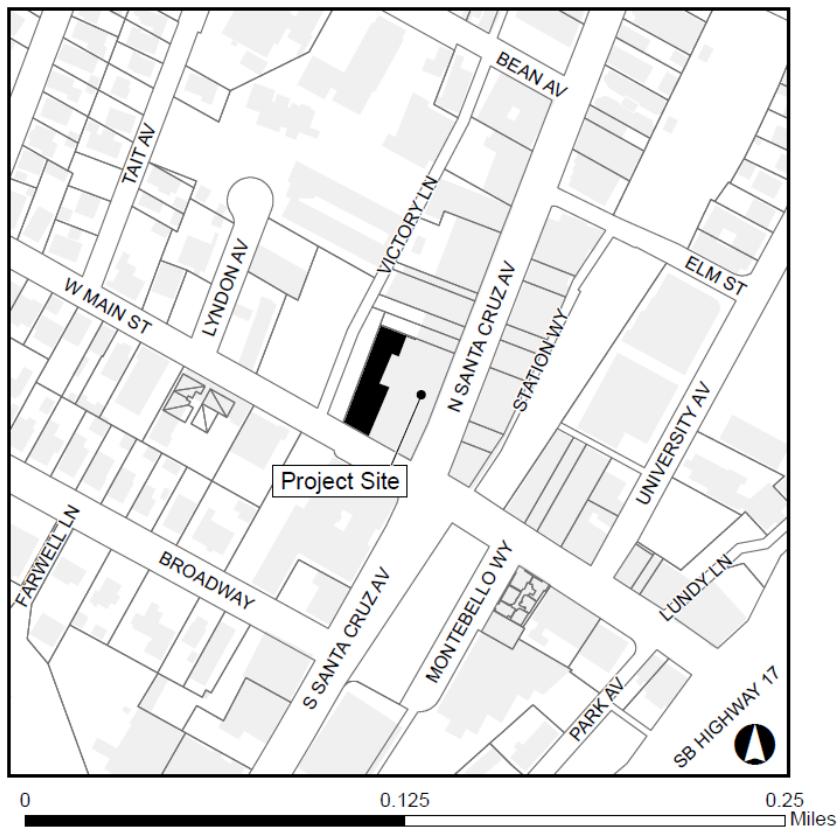 BEAN AV
TAIT AV
VICTORY LN
ELM ST
LYNDON AV
W MAIN ST
N SANTA CRUZ AV
STATION WY
UNIVERSITY AV
Project Site
FARWELL LN
BROADWAY
LUNDY LN
MONTEBELLO WY
S SANTA CRUZ AV
PARK AV
SB HIGHWAY 17
0 0.125 0.25
Miles